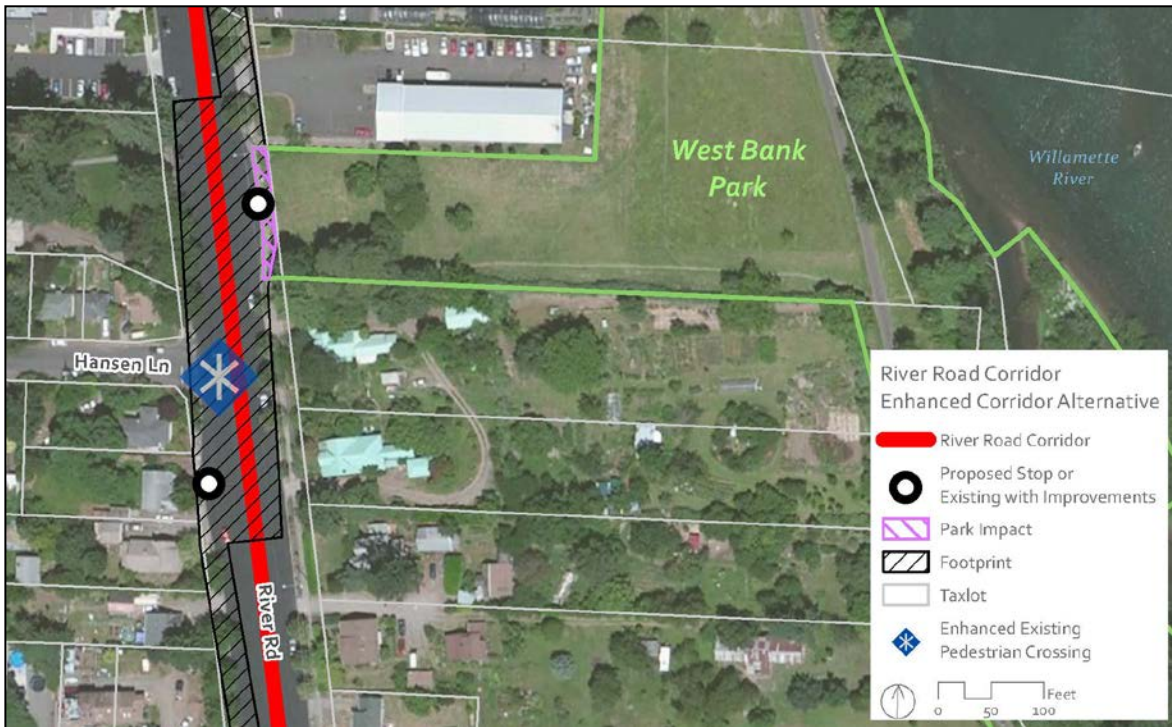 West Bank
Park
Willamette
River
Hansen Ln
River Rd
River Road Corridor
Enhanced Corridor Alternative
River Road Corridor
Proposed Stop or
Existing with Improvements
Park Impact
Footprint
Taxlot
Enhanced Existing
Pedestrian Crossing
Feet
0 50 100